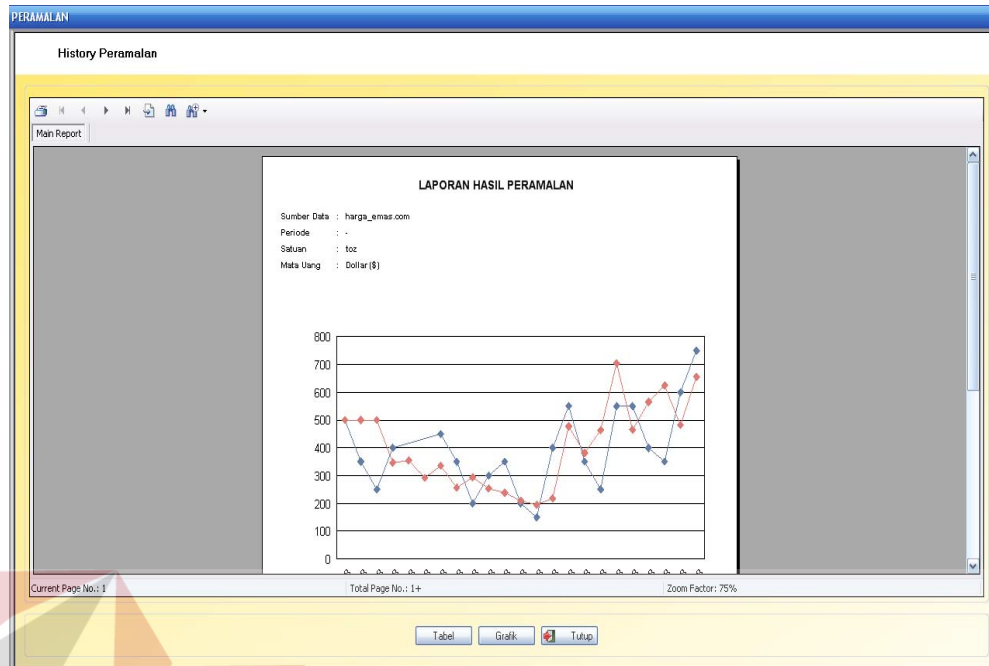 PERAMALAN
History Peramalan
Main Report
LAPORAN HASIL PERAMALAN
Sumber Data : harga_emas.com
Periode : -
Satuan : toz
Mata Uang : Dollar ($)
800
700
600
500
400
300
200
100
0
Current Page No.: 1 Total Page No.: 1+ Zoom Factor: 75%
Tabel Grafik Tutup